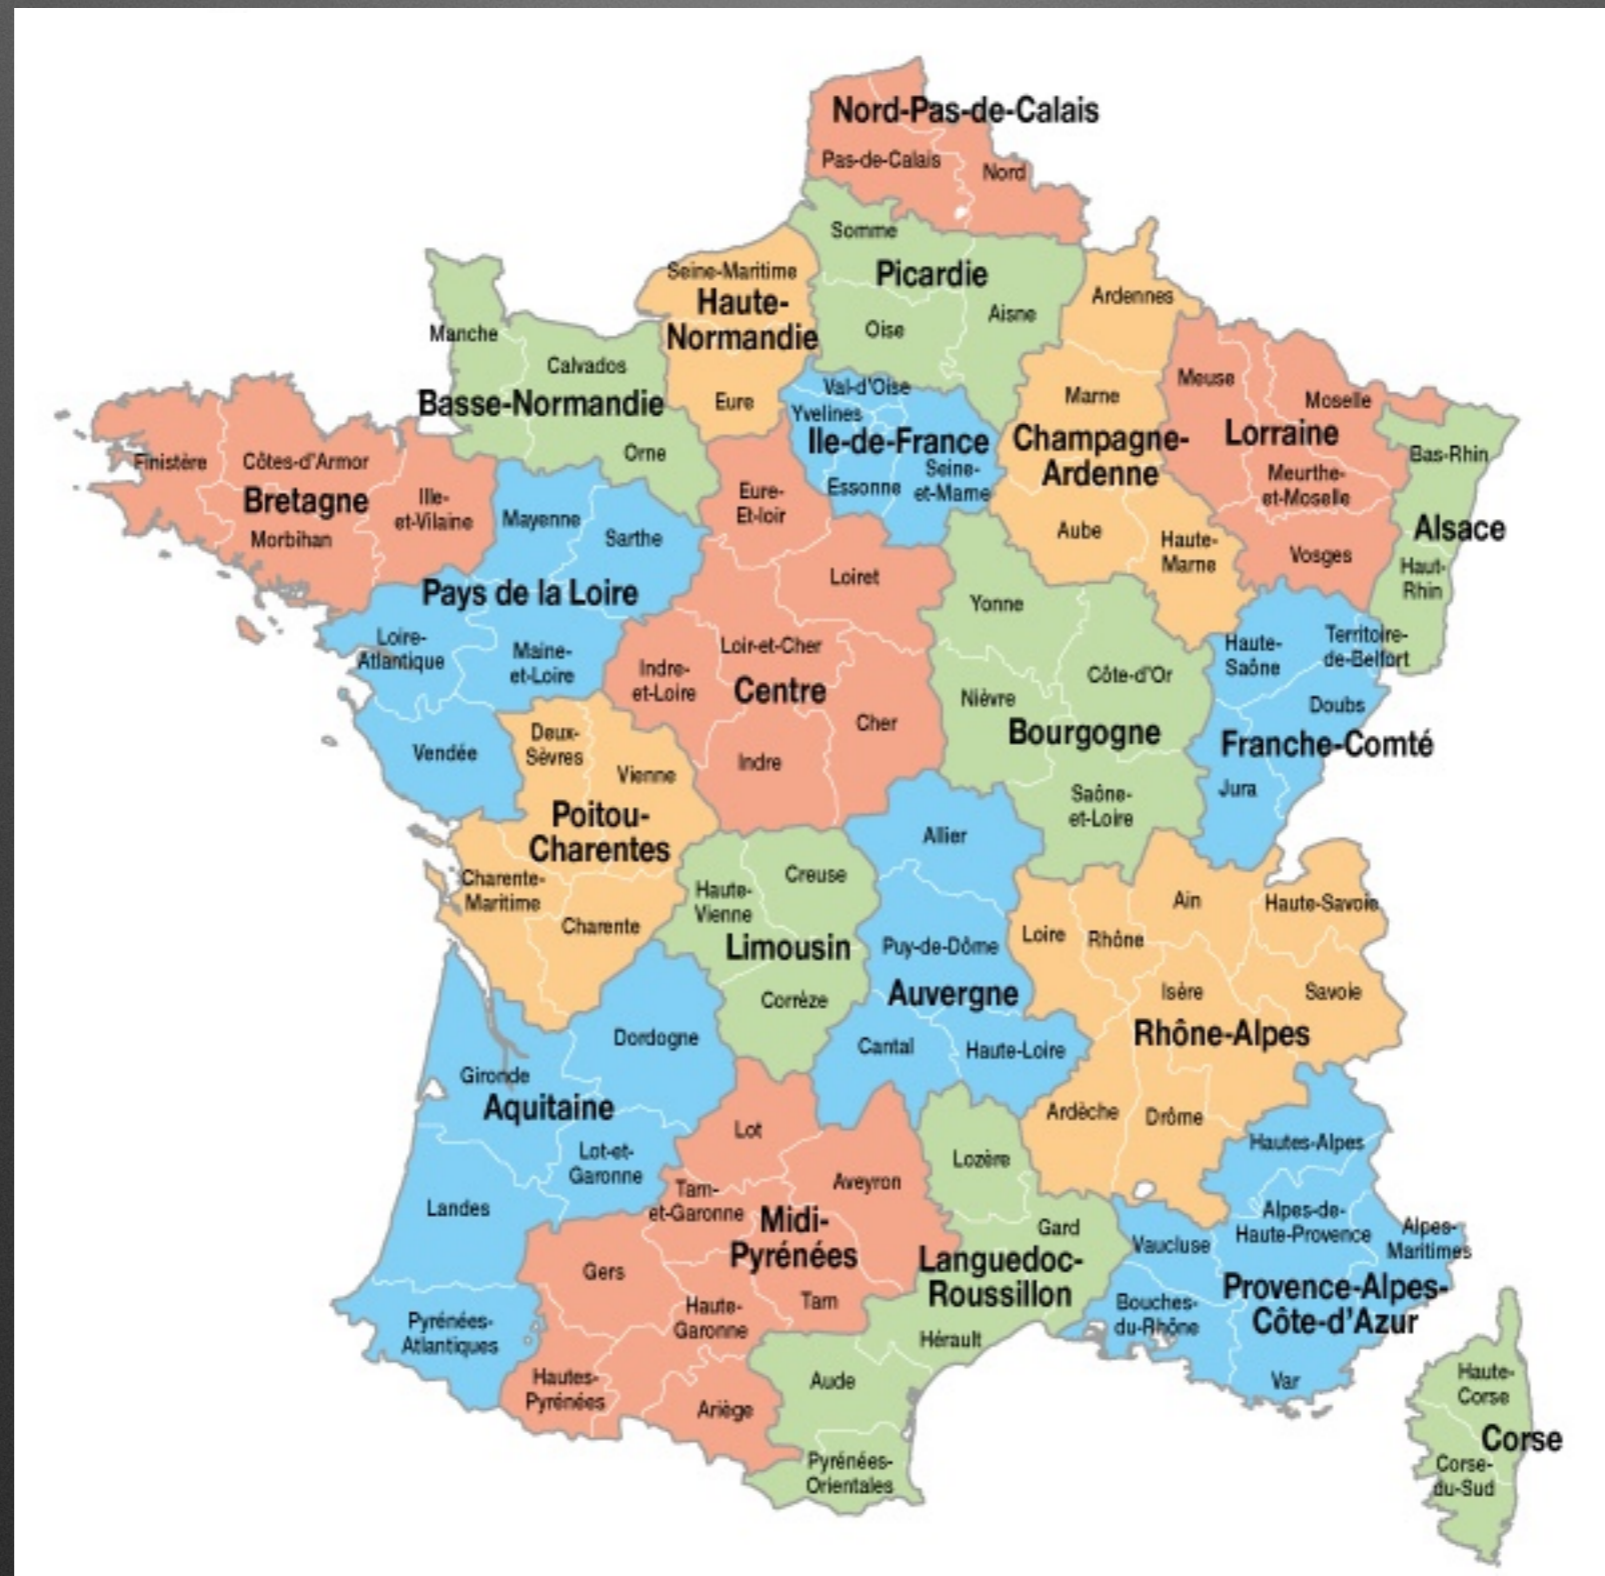 Nord-Pas-de-Calais
Pas-de-Calais
Nord
Somme
Picardie
Oise
Aisne
Seine-Maritime
Haute-
Normandie
Eure
Manche
Calvados
Basse-Normandie
Orne
Ardennes
Marne
Champagne-
Ardenne
Aube
Haute-
Marne
Meuse
Moselle
Lorraine
Meurthe-
et-Moselle
Vosges
Bas-Rhin
Alsace
Haut-
Rhin
Val-d'Oise
Yvelines
Ile-de-France
Essonne
Seine-
et-Marne
Finistère
Côtes-d'Armor
Bretagne
Morbihan
Ille-
et-Vilaine
Mayenne
Sarthe
Pays de la Loire
Loire-
Atlantique
Maine-
et-Loire
Vendée
Eure-
Et-loir
Loiret
Loir-et-Cher
Indre-
et-Loire
Centre
Cher
Indre
Yonne
Côte-d'Or
Nièvre
Bourgogne
Saône-
et-Loire
Haute-
Saône
Territoire-
de-Belfort
Doubs
Franche-Comté
Jura
Deux-
Sèvres
Vienne
Poitou-
Charentes
Charente-
Maritime
Charente
Haute-
Vienne
Creuse
Limousin
Corrèze
Allier
Puy-de-Dôme
Auvergne
Cantal
Haute-Loire
Loire
Rhône
Ain
Haute-Savoie
Isère
Savoie
Rhône-Alpes
Ardèche
Drôme
Dordogne
Gironde
Aquitaine
Lot-et-
Garonne
Landes
Pyrénées-
Atlantiques
Lot
Aveyron
Tarn-
et-Garonne
Midi-
Pyrénées
Gers
Haute-
Garonne
Tarn
Hautes-
Pyrénées
Ariège
Lozère
Gard
Languedoc-
Roussillon
Hérault
Aude
Pyrénées-
Orientales
Hautes-Alpes
Alpes-de-
Haute-Provence
Alpes-
Maritimes
Vaucluse
Provence-Alpes-
Côte-d'Azur
Bouches-
du-Rhône
Var
Haute-
Corse
Corse
Corse-
du-Sud